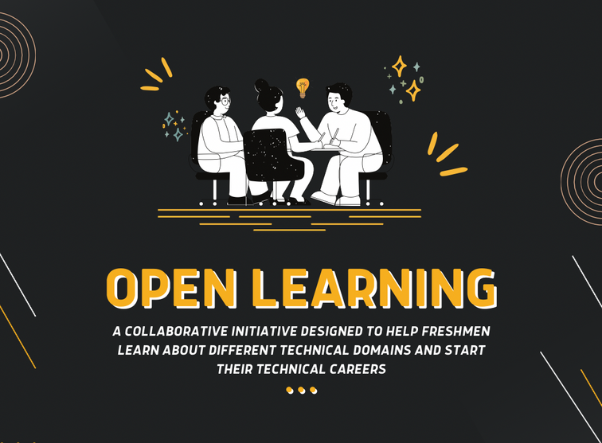 OPEN LEARNING
A COLLABORATIVE INITIATIVE DESIGNED TO HELP FRESHMEN
LEARN ABOUT DIFFERENT TECHNICAL DOMAINS AND START
THEIR TECHNICAL CAREERS